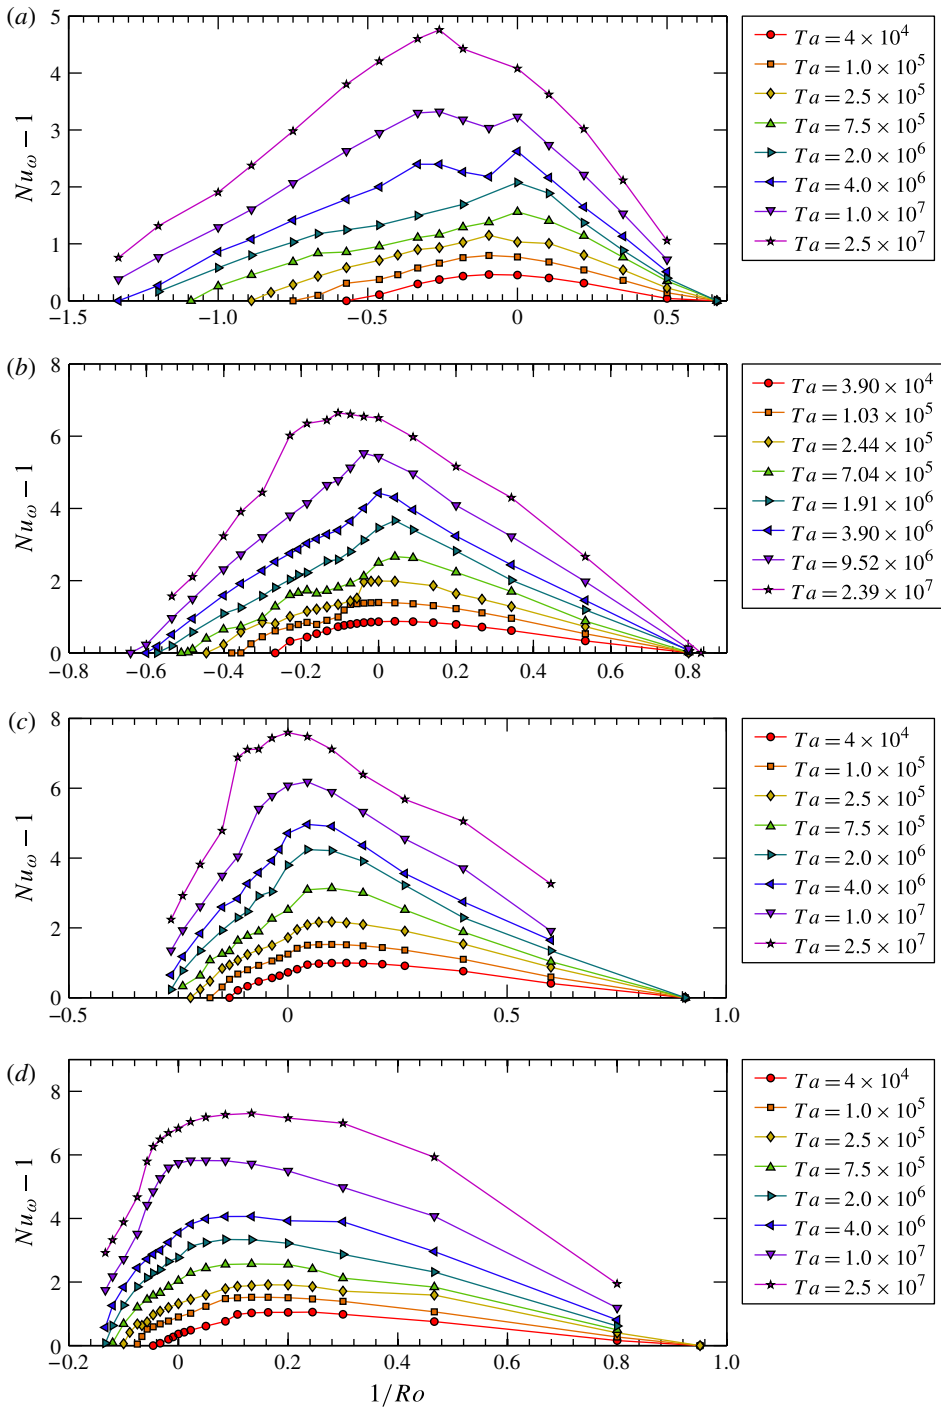 (a)
5
4
3
2
1
0
Nu_ω − 1
−1.5 −1.0 −0.5 0 0.5
Ta = 4 × 10^4
Ta = 1.0 × 10^5
Ta = 2.5 × 10^5
Ta = 7.5 × 10^5
Ta = 2.0 × 10^6
Ta = 4.0 × 10^6
Ta = 1.0 × 10^7
Ta = 2.5 × 10^7
(b)
8
6
4
2
0
Nu_ω − 1
−0.8 −0.6 −0.4 −0.2 0 0.2 0.4 0.6 0.8
Ta = 3.90 × 10^4
Ta = 1.03 × 10^5
Ta = 2.44 × 10^5
Ta = 7.04 × 10^5
Ta = 1.91 × 10^6
Ta = 3.90 × 10^6
Ta = 9.52 × 10^6
Ta = 2.39 × 10^7
(c)
8
6
4
2
0
Nu_ω − 1
−0.5 0 0.5 1.0
Ta = 4 × 10^4
Ta = 1.0 × 10^5
Ta = 2.5 × 10^5
Ta = 7.5 × 10^5
Ta = 2.0 × 10^6
Ta = 4.0 × 10^6
Ta = 1.0 × 10^7
Ta = 2.5 × 10^7
(d)
8
6
4
2
0
Nu_ω − 1
−0.2 0 0.2 0.4 0.6 0.8 1.0
1/Ro
Ta = 4 × 10^4
Ta = 1.0 × 10^5
Ta = 2.5 × 10^5
Ta = 7.5 × 10^5
Ta = 2.0 × 10^6
Ta = 4.0 × 10^6
Ta = 1.0 × 10^7
Ta = 2.5 × 10^7